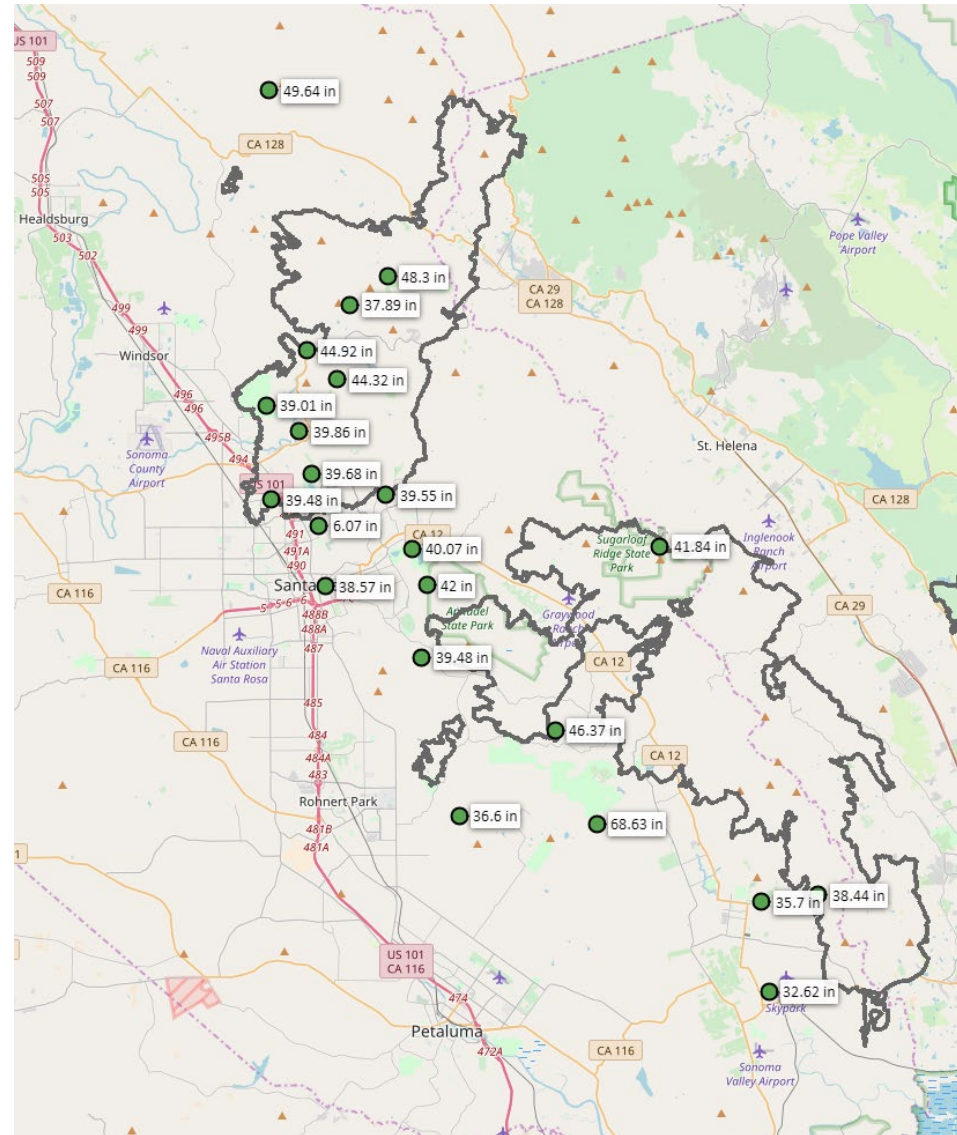 US 101
509
509
507
507
49.64 in
CA 128
505
505
Healdsburg
503
502
Pope Valley
Airport
48.3 in
CA 29
CA 128
37.89 in
499
499
44.92 in
Windsor
44.32 in
496
496
39.01 in
39.86 in
495B
St. Helena
Sonoma
County
Airport
494
39.68 in
US 101
39.48 in
39.55 in
CA 128
6.07 in
491
CA 12
491A
40.07 in
Sugarloaf
Ridge State
Park
41.84 in
Inglenook
Ranch
Airport
490
Santa
38.57 in
42 in
CA 116
S
5
6
6
488B
488A
State Park
CA 29
Naval Auxiliary
Air Station
Santa Rosa
487
CA 116
39.48 in
CA 12
485
46.37 in
CA 116
484
484A
483
CA 12
Rohnert Park
36.6 in
68.63 in
481B
481A
1
35.7 in
38.44 in
US 101
CA 116
474
32.62 in
Skypark
Petaluma
472A
CA 116
Sonoma
Valley Airport